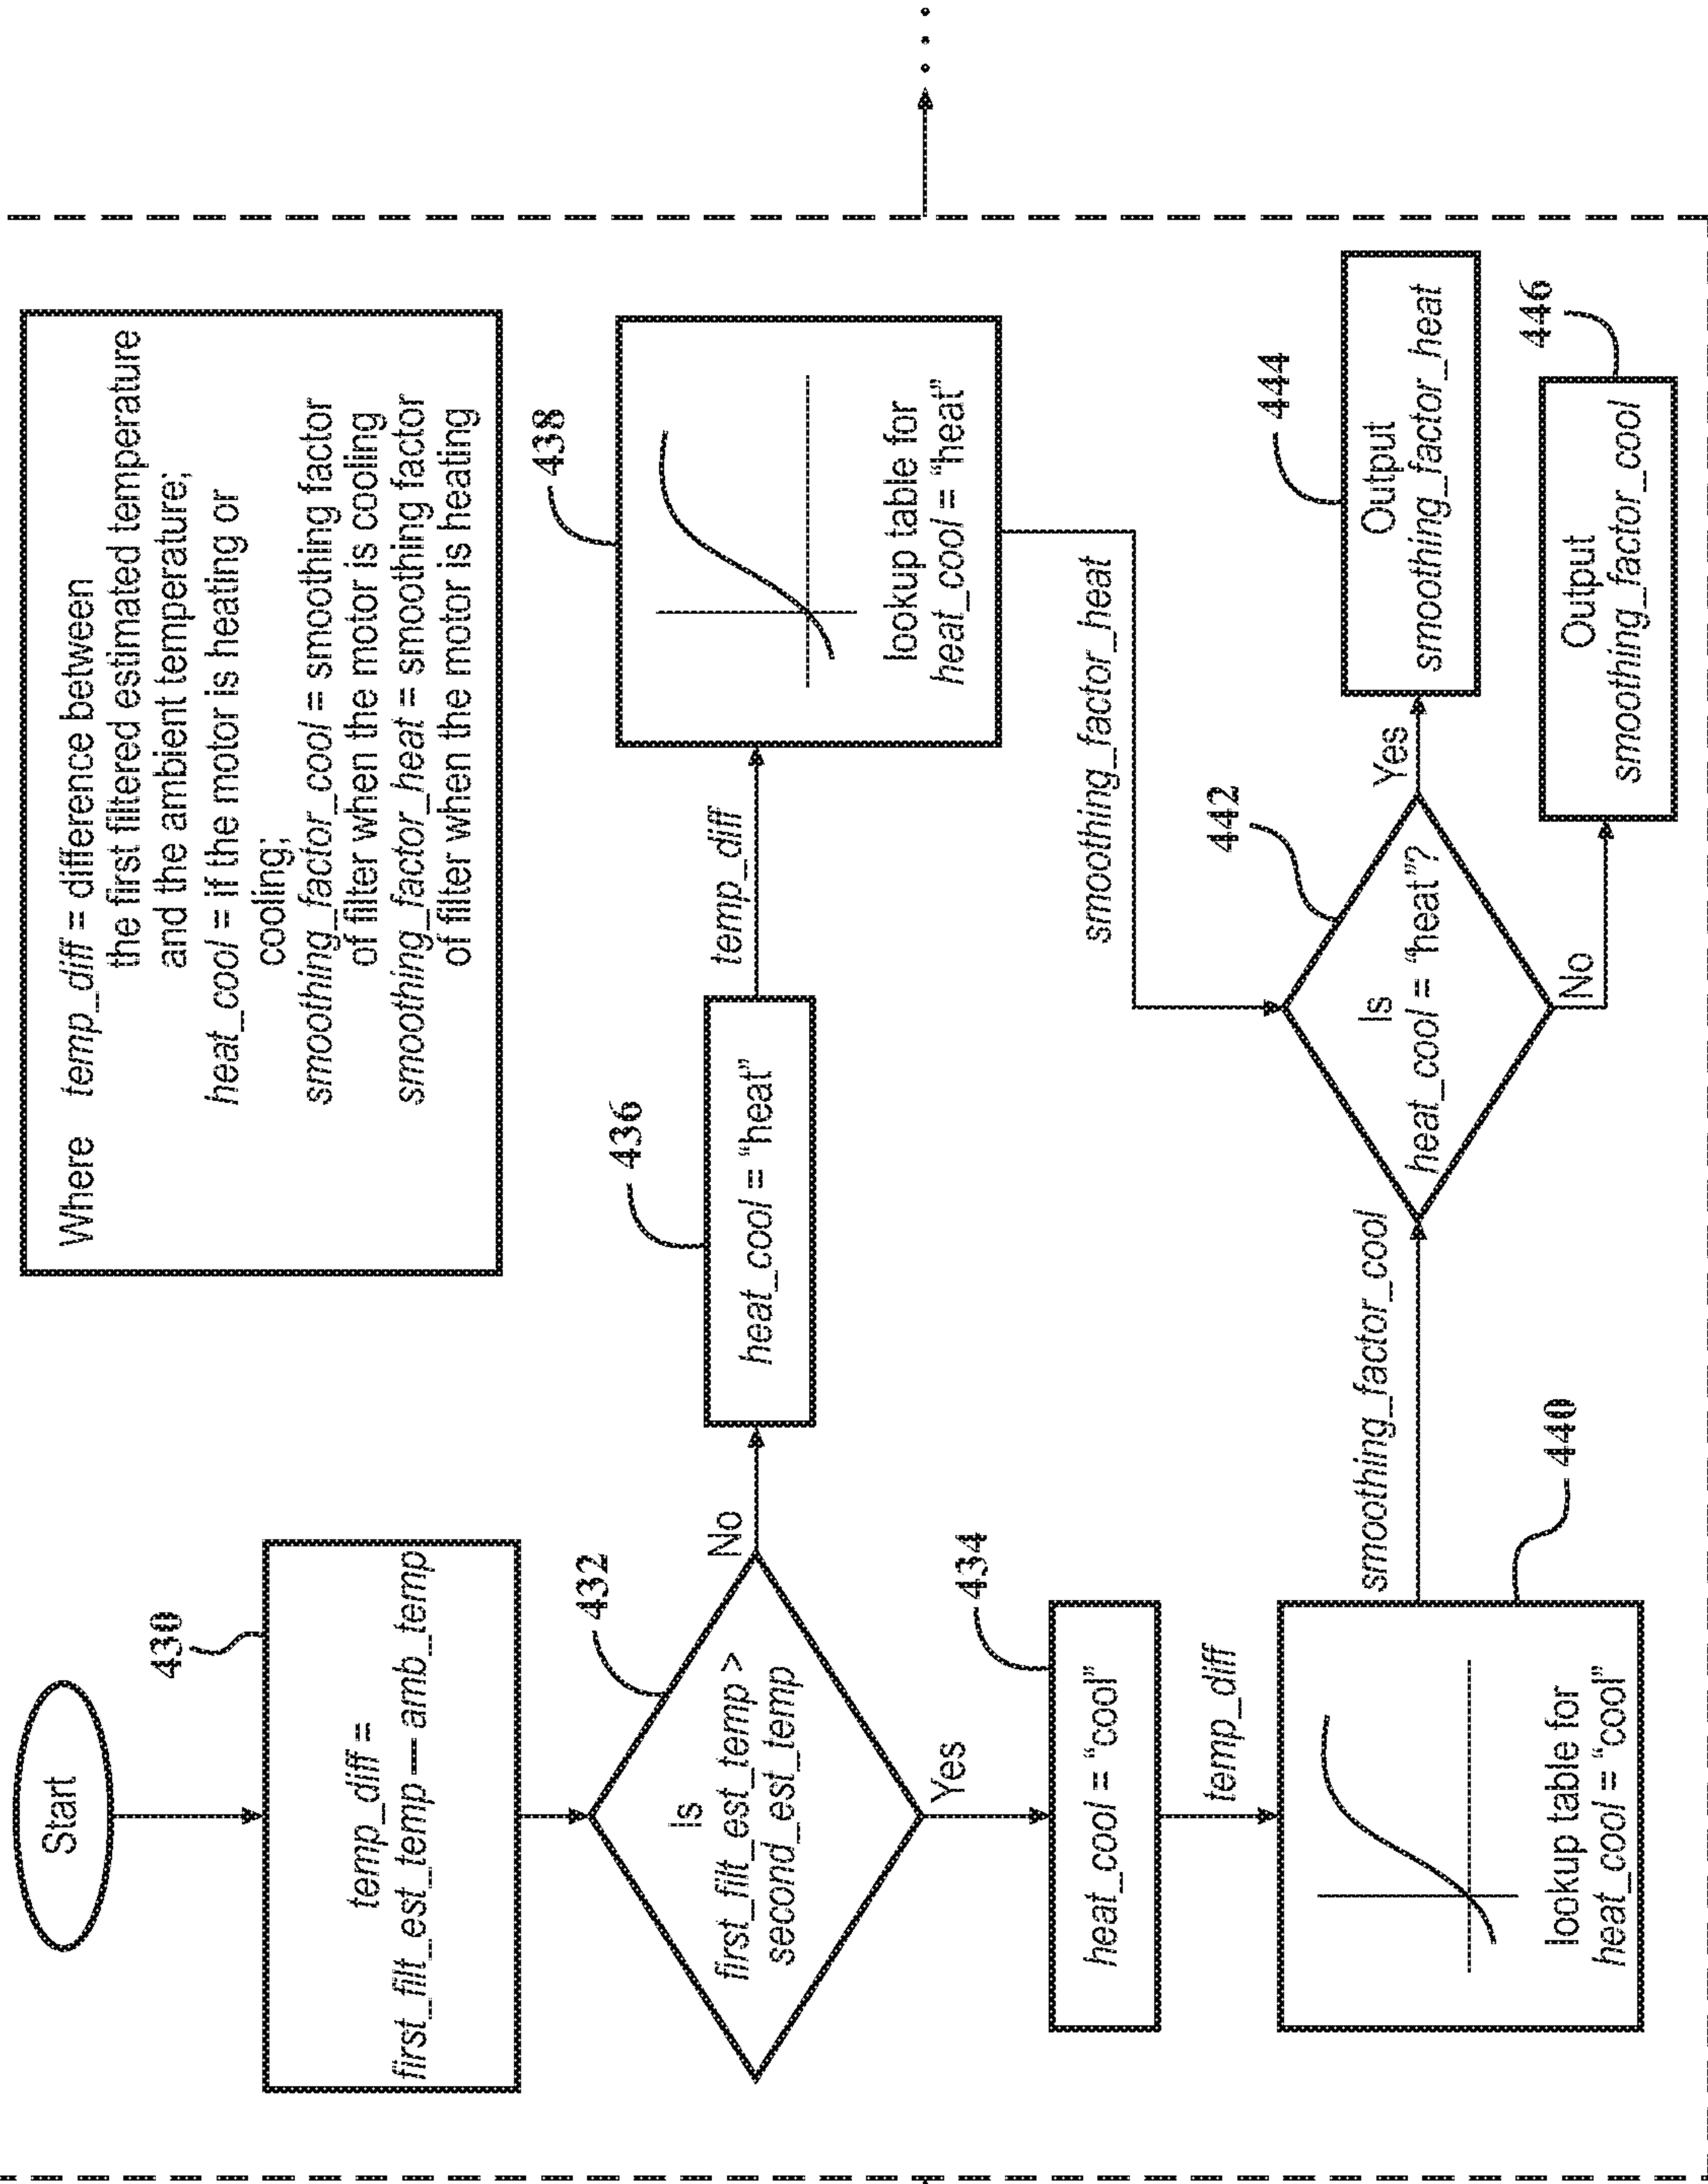 Start
430
temp_diff =
first_filt_est_temp — amb_temp
432
Is
first_filt_est_temp >
second_est_temp
No
Yes
434
heat_cool = “cool”
temp_diff
lookup table for
heat_cool = “cool”
440
smoothing_factor_cool
436
heat_cool = “heat”
temp_diff
438
lookup table for
heat_cool = “heat”
smoothing_factor_heat
442
Is
heat_cool = “heat”?
Yes
No
444
Output
smoothing_factor_heat
446
Output
smoothing_factor_cool
Where temp_diff = difference between
the first filtered estimated temperature
and the ambient temperature;
heat_cool = if the motor is heating or
cooling;
smoothing_factor_cool = smoothing factor
of filter when the motor is cooling
smoothing_factor_heat = smoothing factor
of filter when the motor is heating